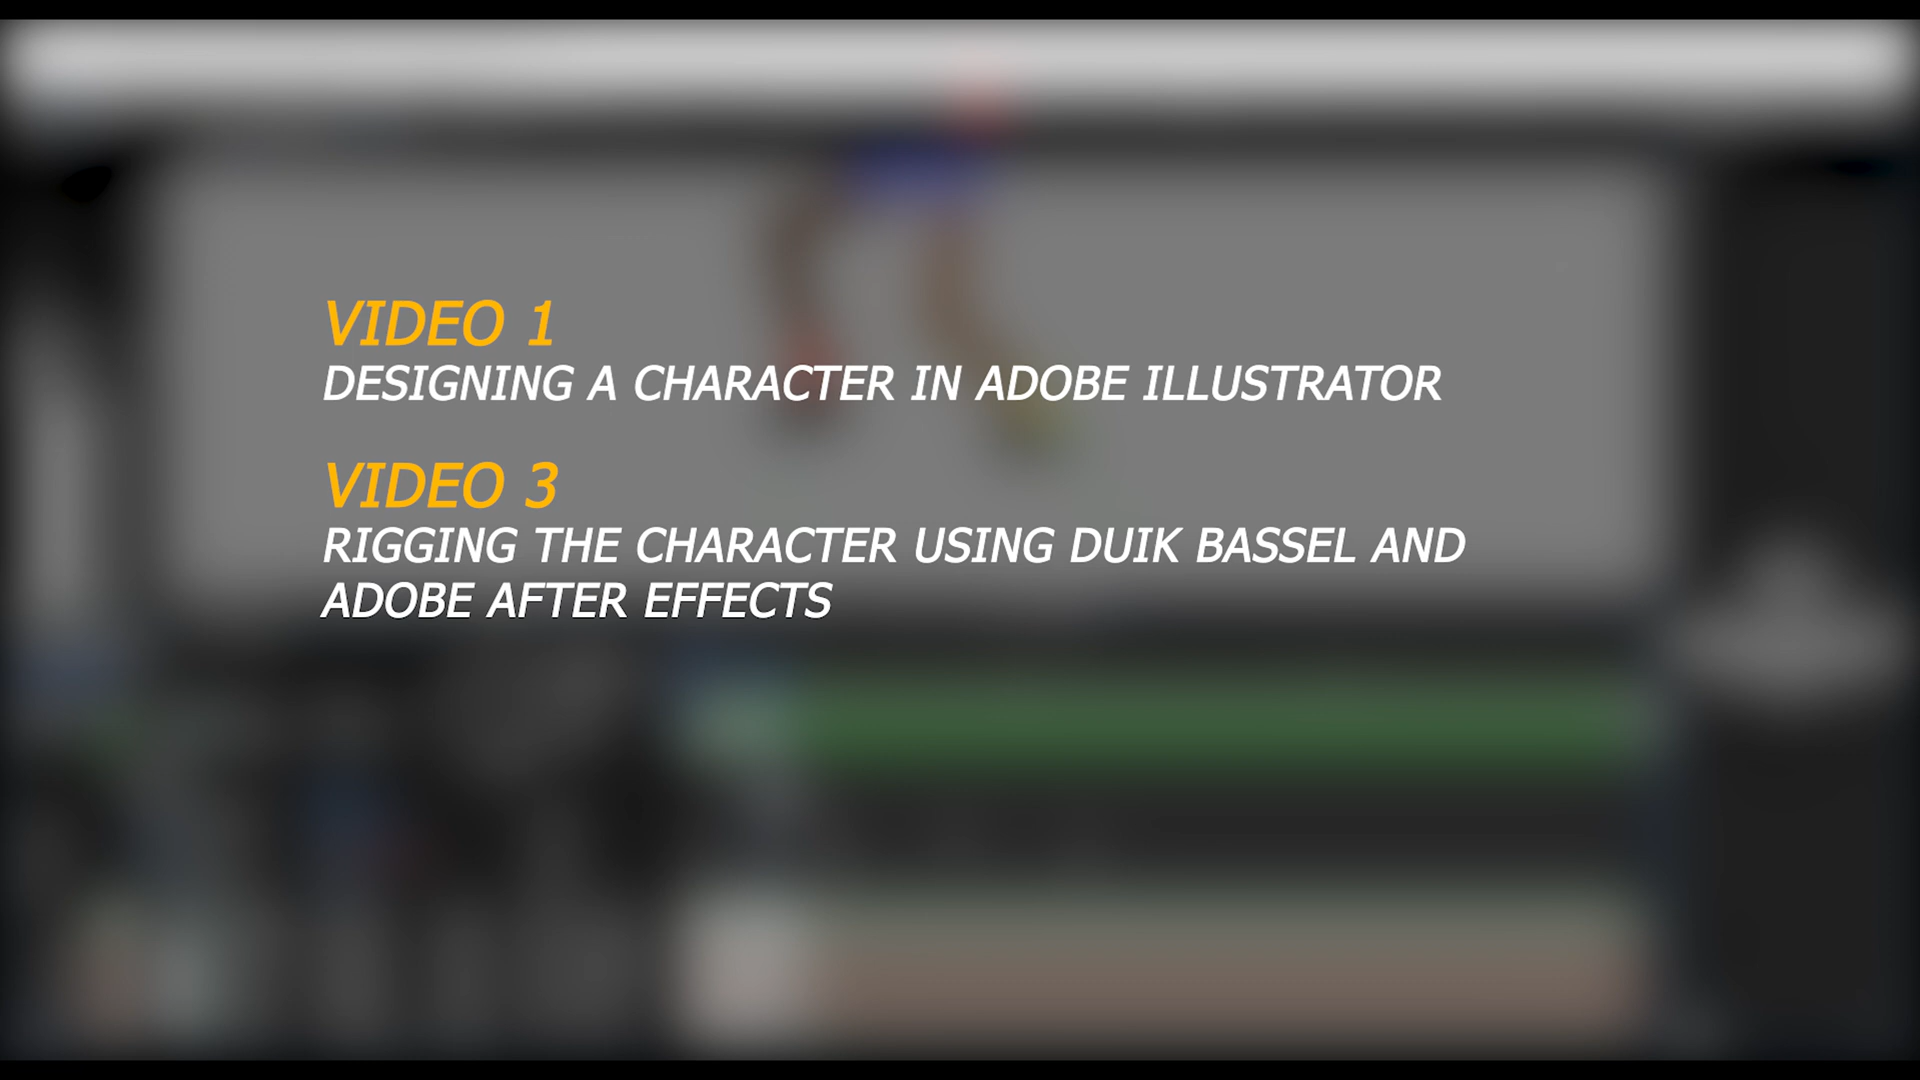 VIDEO 1
DESIGNING A CHARACTER IN ADOBE ILLUSTRATOR
VIDEO 3
RIGGING THE CHARACTER USING DUIK BASSEL AND
ADOBE AFTER EFFECTS